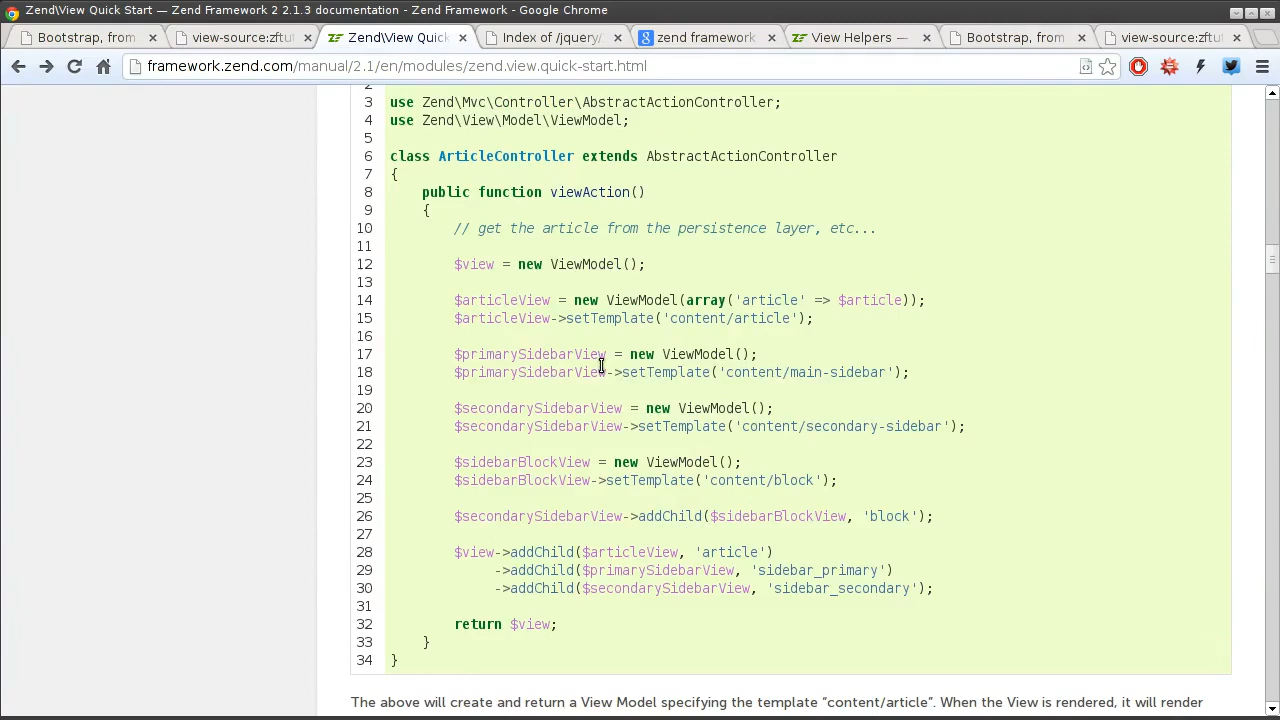 Zend\View Quick Start — Zend Framework 2 2.1.3 documentation - Zend Framework - Google Chrome
Bootstrap, from
view-source:zftut
Zend\View Quick
Index of /jquery/
zend framework
View Helpers —
Bootstrap, from
view-source:zftut
framework.zend.com/manual/2.1/en/modules/zend.view.quick-start.html
3 use Zend\Mvc\Controller\AbstractActionController;
4 use Zend\View\Model\ViewModel;
5
6 class ArticleController extends AbstractActionController
7 {
8 public function viewAction()
9 {
10 // get the article from the persistence layer, etc...
11
12 $view = new ViewModel();
13
14 $articleView = new ViewModel(array('article' => $article));
15 $articleView->setTemplate('content/article');
16
17 $primarySidebarView = new ViewModel();
18 $primarySidebarView->setTemplate('content/main-sidebar');
19
20 $secondarySidebarView = new ViewModel();
21 $secondarySidebarView->setTemplate('content/secondary-sidebar');
22
23 $sidebarBlockView = new ViewModel();
24 $sidebarBlockView->setTemplate('content/block');
25
26 $secondarySidebarView->addChild($sidebarBlockView, 'block');
27
28 $view->addChild($articleView, 'article')
29 ->addChild($primarySidebarView, 'sidebar_primary')
30 ->addChild($secondarySidebarView, 'sidebar_secondary');
31
32 return $view;
33 }
34 }
The above will create and return a View Model specifying the template “content/article”. When the View is rendered, it will render